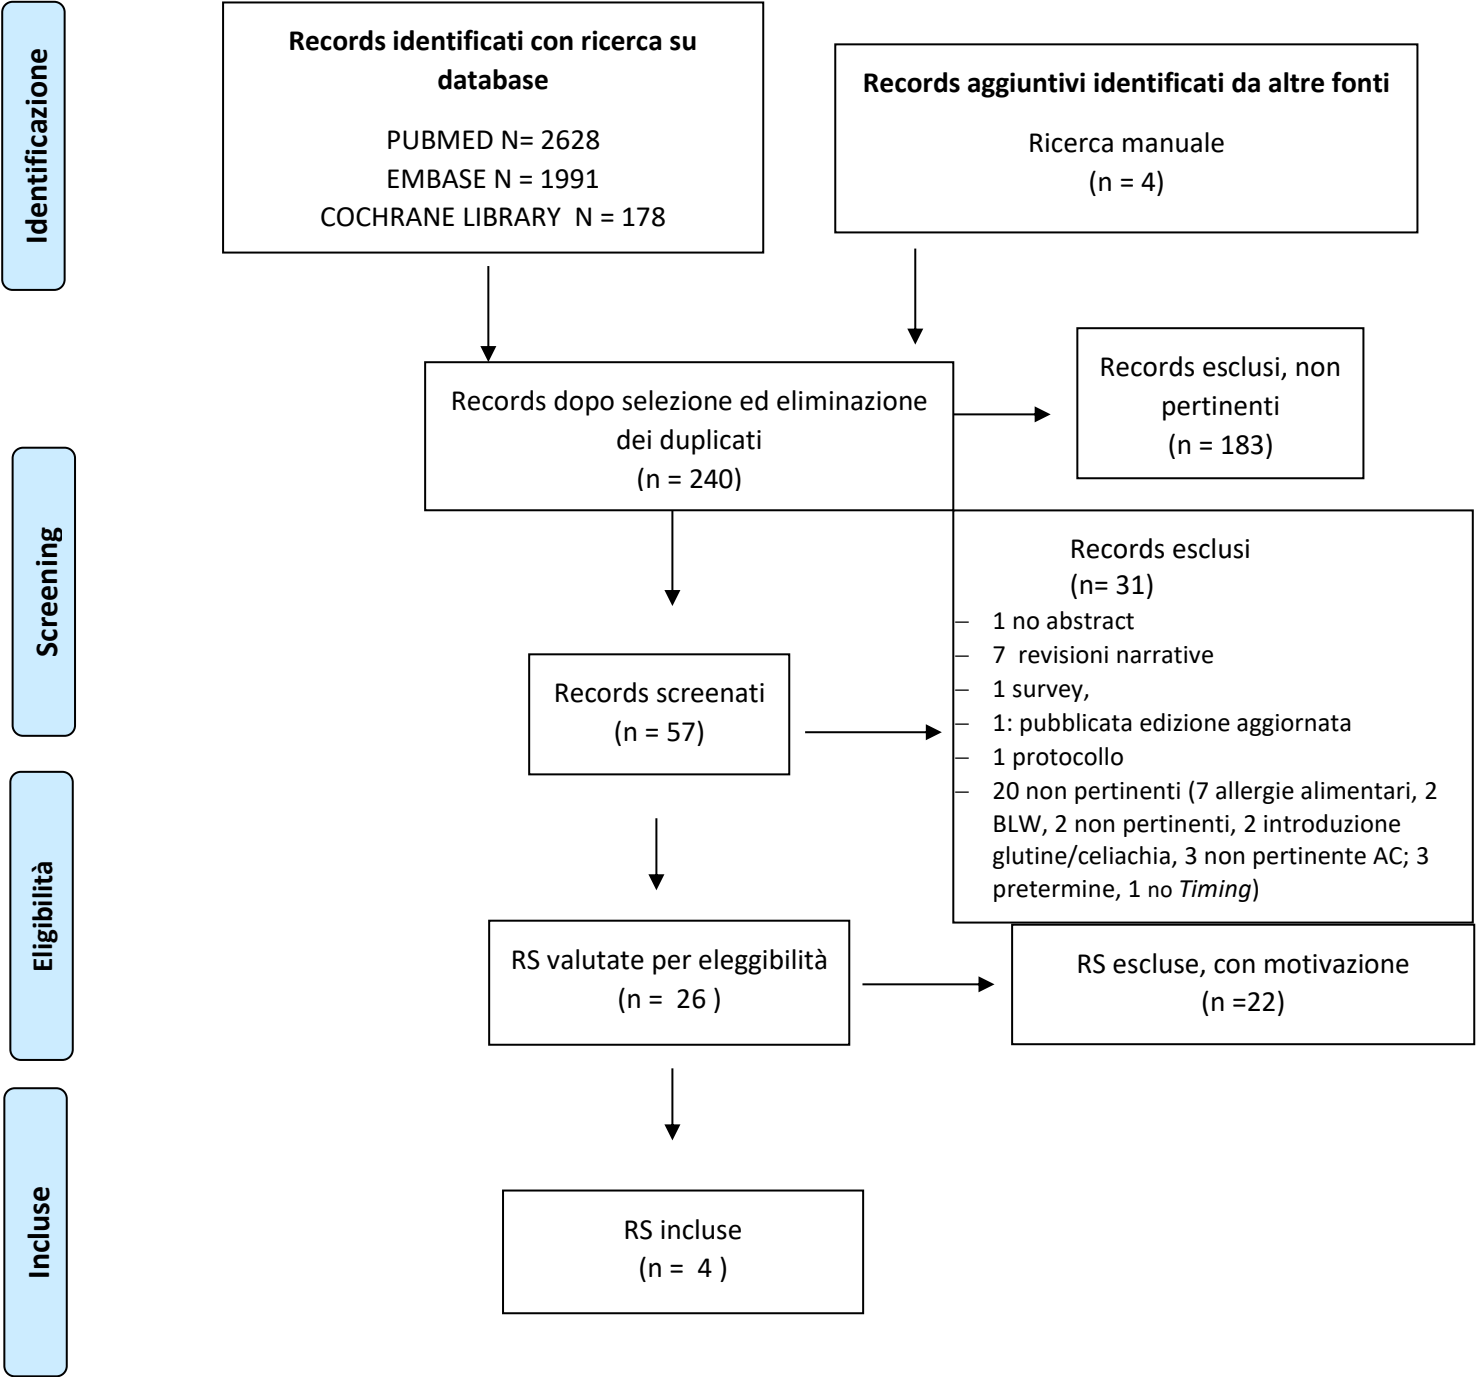 Identificazione
Records identificati con ricerca su
database
PUBMED N= 2628
EMBASE N = 1991
COCHRANE LIBRARY  N = 178
Records aggiuntivi identificati da altre fonti
Ricerca manuale
(n = 4)
Records dopo selezione ed eliminazione
dei duplicati
(n = 240)
Records esclusi, non
pertinenti
(n = 183)
Screening
Records screenati
(n = 57)
Records esclusi
(n= 31)
– 1 no abstract
– 7  revisioni narrative
– 1 survey,
– 1: pubblicata edizione aggiornata
– 1 protocollo
– 20 non pertinenti (7 allergie alimentari, 2
BLW, 2 non pertinenti, 2 introduzione
glutine/celiachia, 3 non pertinente AC; 3
pretermine, 1 no Timing)
Eligibilità
RS valutate per eleggibilità
(n =  26 )
RS escluse, con motivazione
(n =22)
Incluse
RS incluse
(n =  4 )